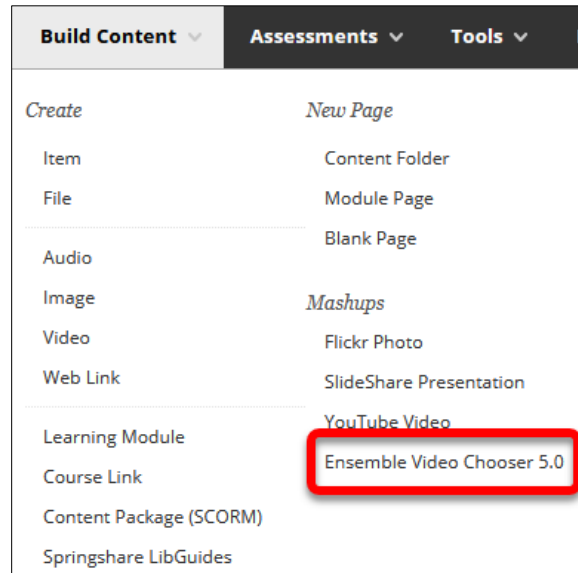 Build Content
Assessments
Tools
Create
Item
File
Audio
Image
Video
Web Link
Learning Module
Course Link
Content Package (SCORM)
Springshare LibGuides
New Page
Content Folder
Module Page
Blank Page
Mashups
Flickr Photo
SlideShare Presentation
YouTube Video
Ensemble Video Chooser 5.0